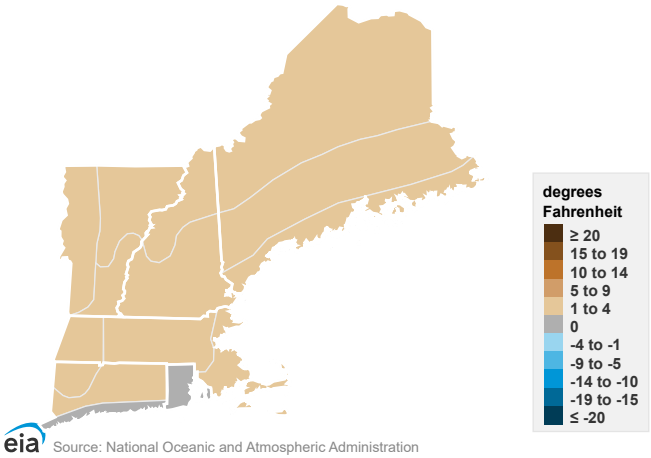 degrees
Fahrenheit
≥ 20
15 to 19
10 to 14
5 to 9
1 to 4
0
-4 to -1
-9 to -5
-14 to -10
-19 to -15
≤ -20
eia
Source: National Oceanic and Atmospheric Administration